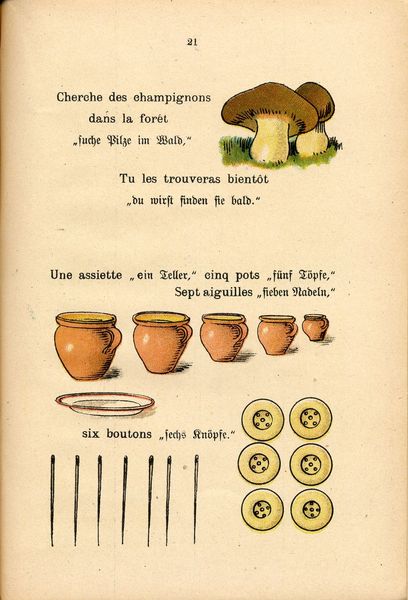 21
Cherche des champignons
dans la forêt
„suche Pilze im Wald,“
Tu les trouveras bientôt
„du wirst finden sie bald.“
Une assiette „ein Teller,“ cinq pots „fünf Töpfe,“
Sept aiguilles „sieben Nadeln,“
six boutons „sechs Knöpfe.“